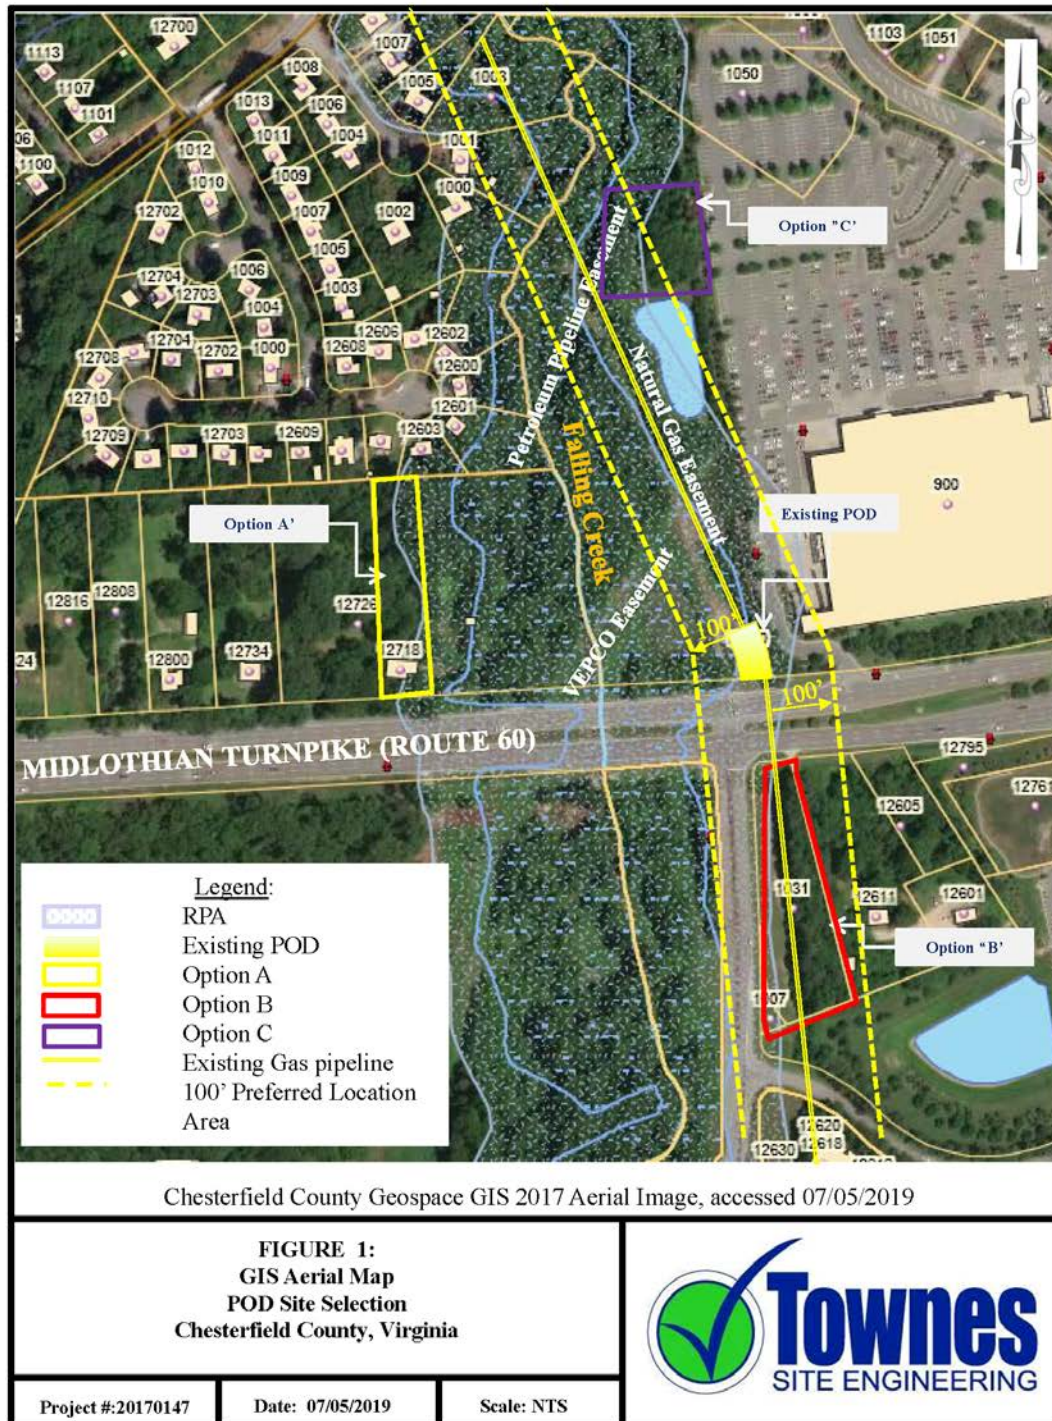 12700
1113
1107
1101
06
1100
1007
1005
1003
1008
1013
1006
1011
1004
1012
1010
1009
1007
12702
1001
1000
1002
1005
1003
1006
1004
12704
12703
12606
12602
12708
12704
12702
1000
12608
12600
12710
12601
12709
12703
12609
12603
1050
1103
1051
Option "C'
Petroleum Pipeline Easement
Natural Gas Easement
Falling Creek
VEPCO Easement
900
Existing POD
Option A'
12816
12808
12726
24
12800
12734
12718
100'
100'
MIDLOTHIAN TURNPIKE (ROUTE 60)
12795
12761
12605
1031
12611
12601
Option "B'
1007
12620
12630
12618
Legend:
RPA
Existing POD
Option A
Option B
Option C
Existing Gas pipeline
100' Preferred Location
Area
Chesterfield County Geospace GIS 2017 Aerial Image, accessed 07/05/2019
FIGURE 1:
GIS Aerial Map
POD Site Selection
Chesterfield County, Virginia
Townes
SITE ENGINEERING
Project #:20170147
Date: 07/05/2019
Scale: NTS